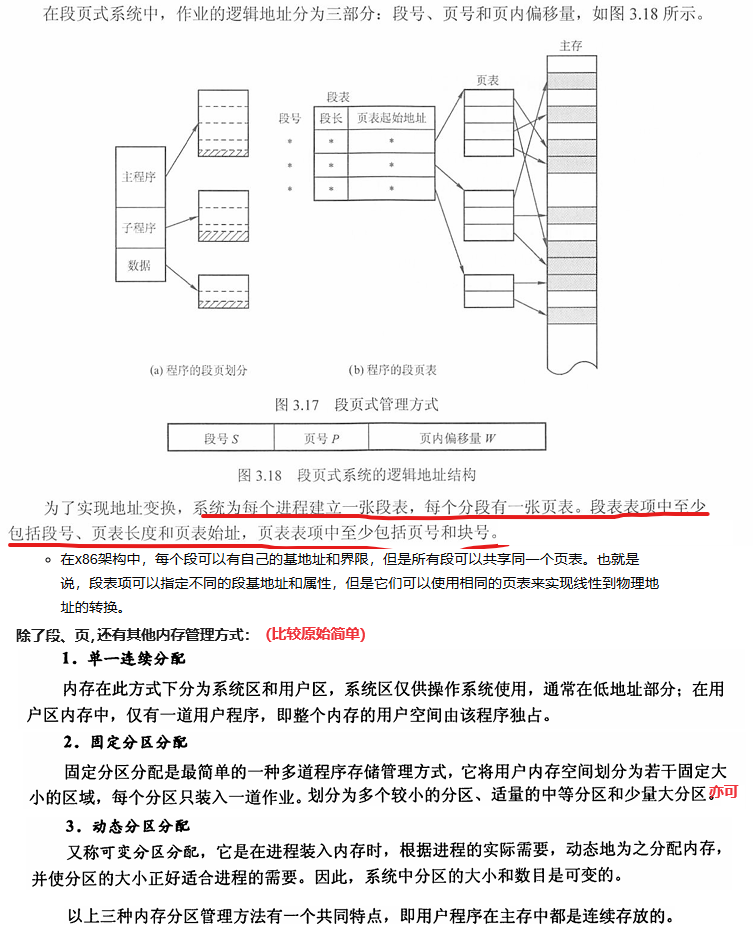 在段页式系统中，作业的逻辑地址分为三部分：段号、页号和页内偏移量，如图 3.18 所示。
主存
段表
页表
段号
段长
页表起始地址
* * *
* * *
* * *
主程序
子程序
数据
(a) 程序的段页划分
(b) 程序的段页表
图 3.17 段页式管理方式
段号 S
页号 P
页内偏移量 W
图 3.18 段页式系统的逻辑地址结构
为了实现地址变换，系统为每个进程建立一张段表，每个分段有一张页表。段表表项中至少
包括段号、页表长度和页表始址，页表表项中至少包括页号和块号。
在x86架构中，每个段可以有自己的基地址和界限，但是所有段可以共享同一个页表。也就是
说，段表项可以指定不同的段基地址和属性，但是它们可以使用相同的页表来实现线性到物理地
址的转换。
除了段、页，还有其他内存管理方式：（比较原始简单）
1．单一连续分配
内存在此方式下分为系统区和用户区，系统区仅供操作系统使用，通常在低地址部分；在用
户区内存中，仅有一道用户程序，即整个内存的用户空间由该程序独占。
2．固定分区分配
固定分区分配是最简单的一种多道程序存储管理方式，它将用户内存空间划分为若干固定大
小的区域，每个分区只装入一道作业。划分为多个较小的分区、适量的中等分区和少量大分区。亦可
3．动态分区分配
又称可变分区分配，它是在进程装入内存时，根据进程的实际需要，动态地为之分配内存，
并使分区的大小正好适合进程的需要。因此，系统中分区的大小和数目是可变的。
以上三种内存分区管理方法有一个共同特点，即用户程序在主存中都是连续存放的。